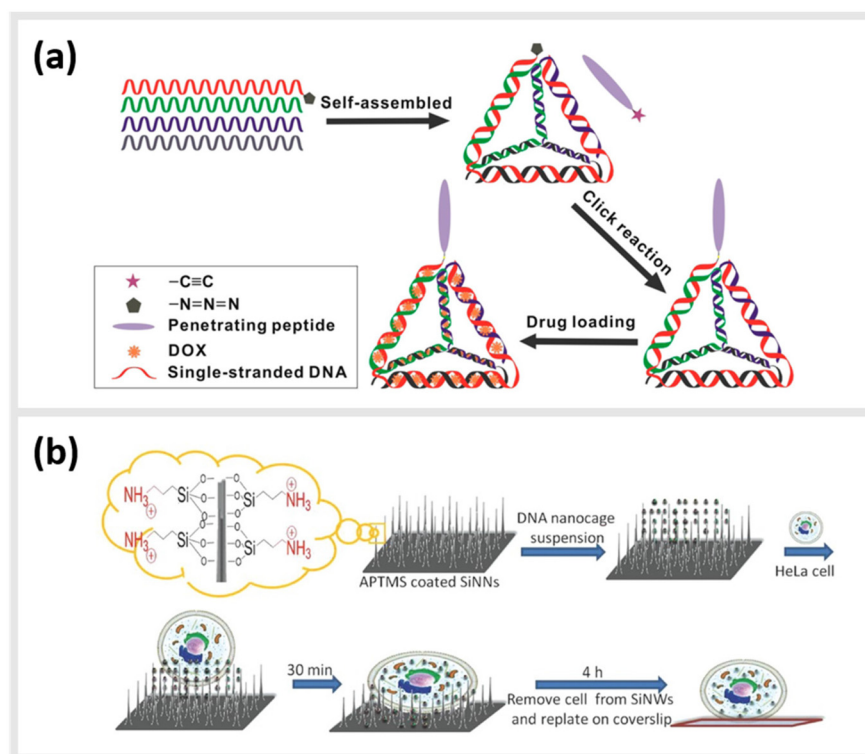 (a)
Self-assembled
Click reaction
Drug loading
–C≡C
–N=N=N
Penetrating peptide
DOX
Single-stranded DNA
(b)
NH₃ ⊕ Si O O O O Si ⊕ NH₃
NH₃ ⊕ Si O O O O Si ⊕ NH₃
APTMS coated SiNNs
DNA nanocage
suspension
HeLa cell
30 min
4 h
Remove cell from SiNWs
and replate on coverslip